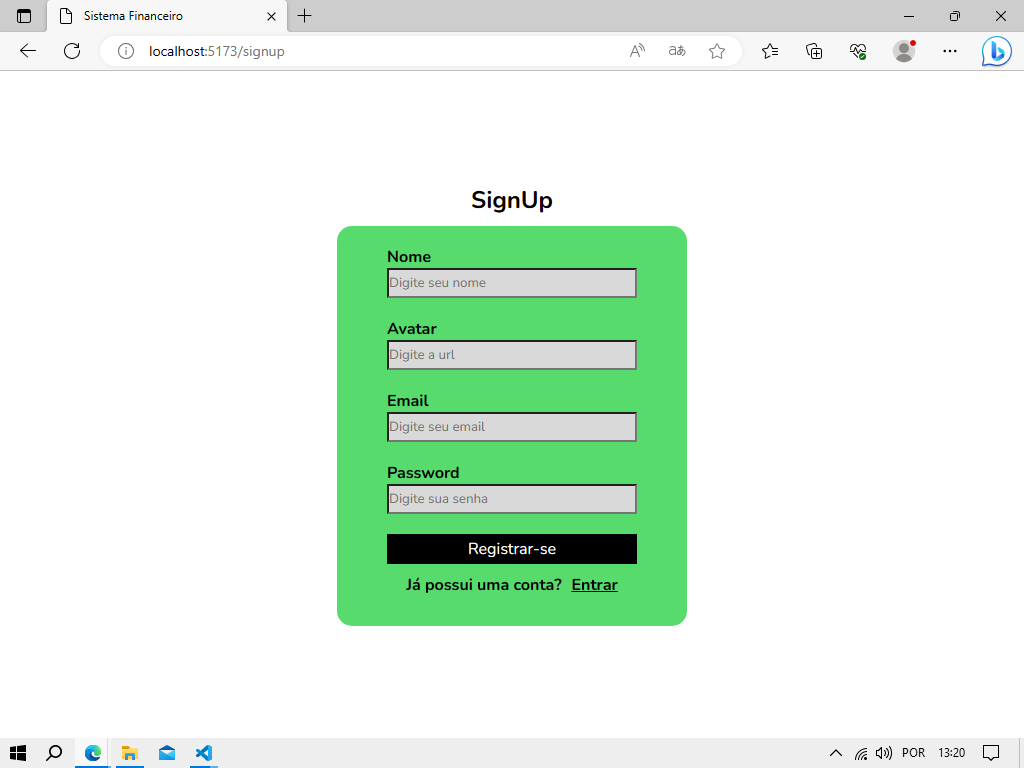 Sistema Financeiro
localhost:5173/signup
SignUp
Nome
Digite seu nome
Avatar
Digite a url
Email
Digite seu email
Password
Digite sua senha
Registrar-se
Já possui uma conta? Entrar
POR 13:20